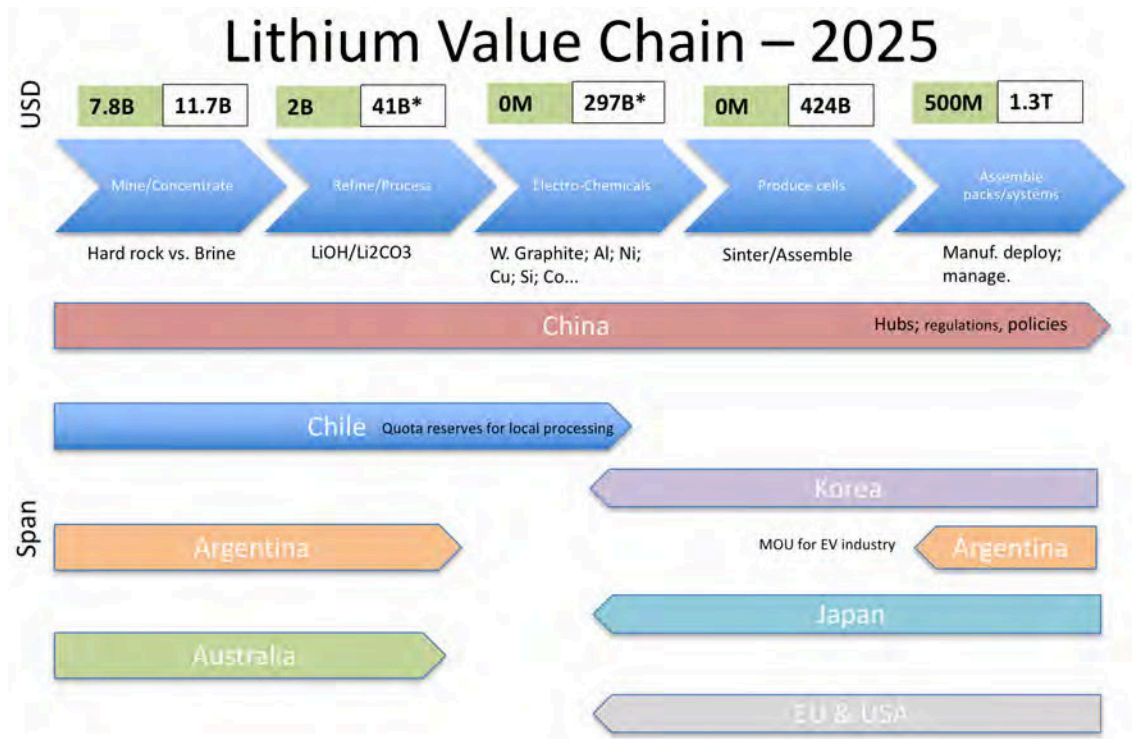 Lithium Value Chain – 2025
USD
7.8B 11.7B 2B 41B* 0M 297B* 0M 424B 500M 1.3T
Mine/Concentrate
Refine/Process
Electro-Chemicals
Produce cells
Assemble
packs/systems
Hard rock vs. Brine
LiOH/Li2CO3
W. Graphite; Al; Ni;
Cu; Si; Co...
Sinter/Assemble
Manuf. deploy;
manage.
China
Hubs; regulations, policies
Span
Chile Quota reserves for local processing
Korea
Argentina
MOU for EV industry
Argentina
Japan
Australia
EU & USA